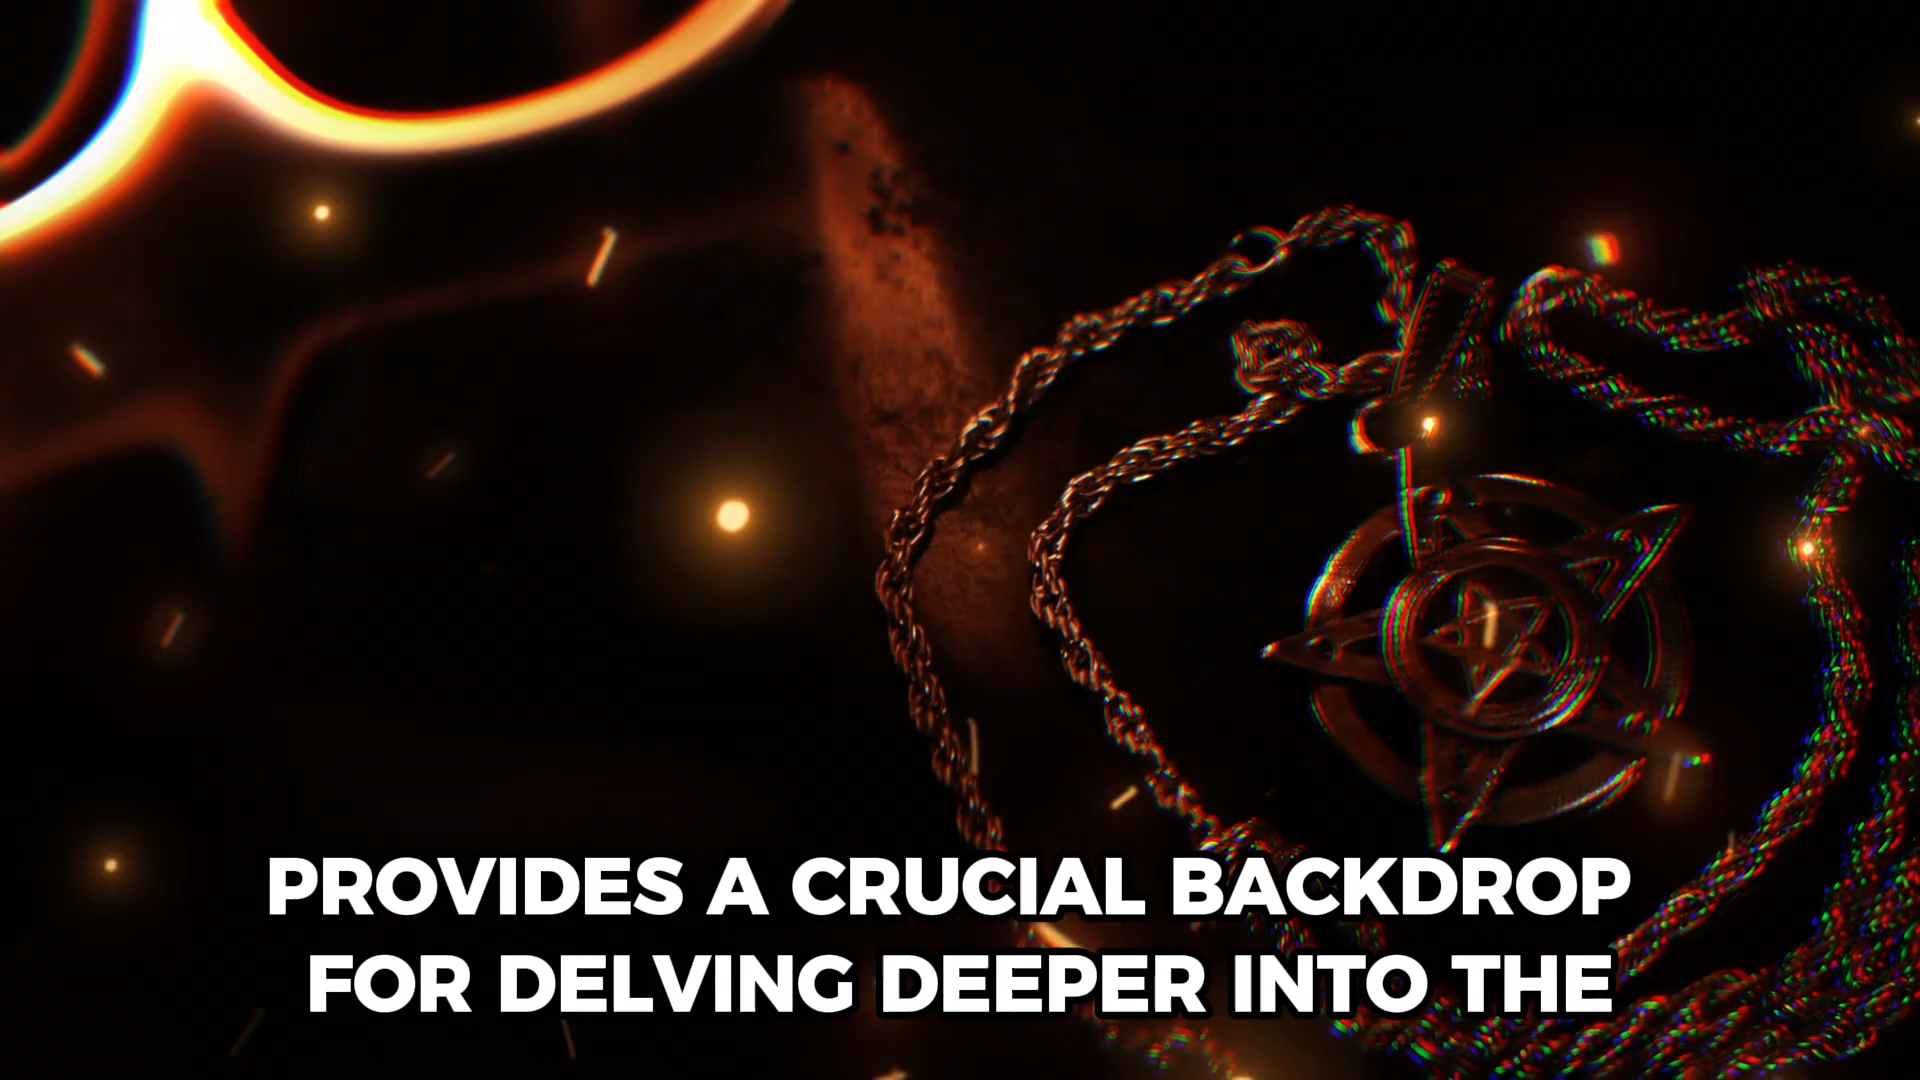 PROVIDES A CRUCIAL BACKDROP
FOR DELVING DEEPER INTO THE